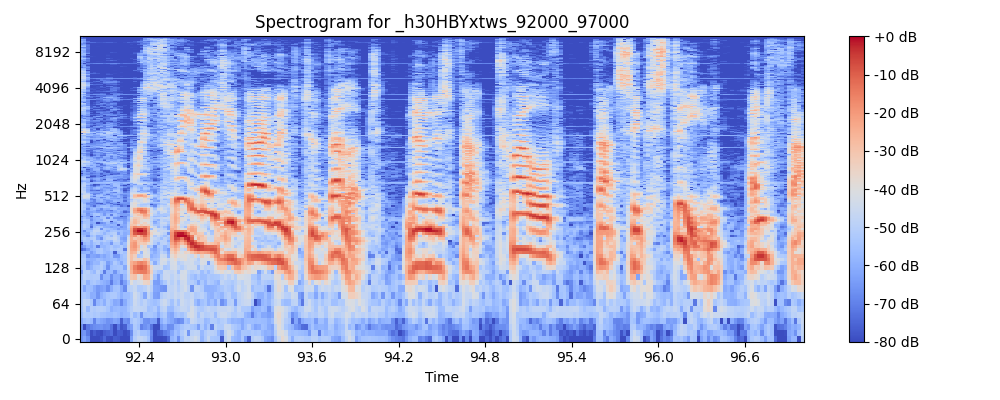 Spectrogram for _h30HBYxtws_92000_97000
8192
4096
2048
1024
512
256
128
64
0
Hz
92.4 93.0 93.6 94.2 94.8 95.4 96.0 96.6
Time
+0 dB
-10 dB
-20 dB
-30 dB
-40 dB
-50 dB
-60 dB
-70 dB
-80 dB